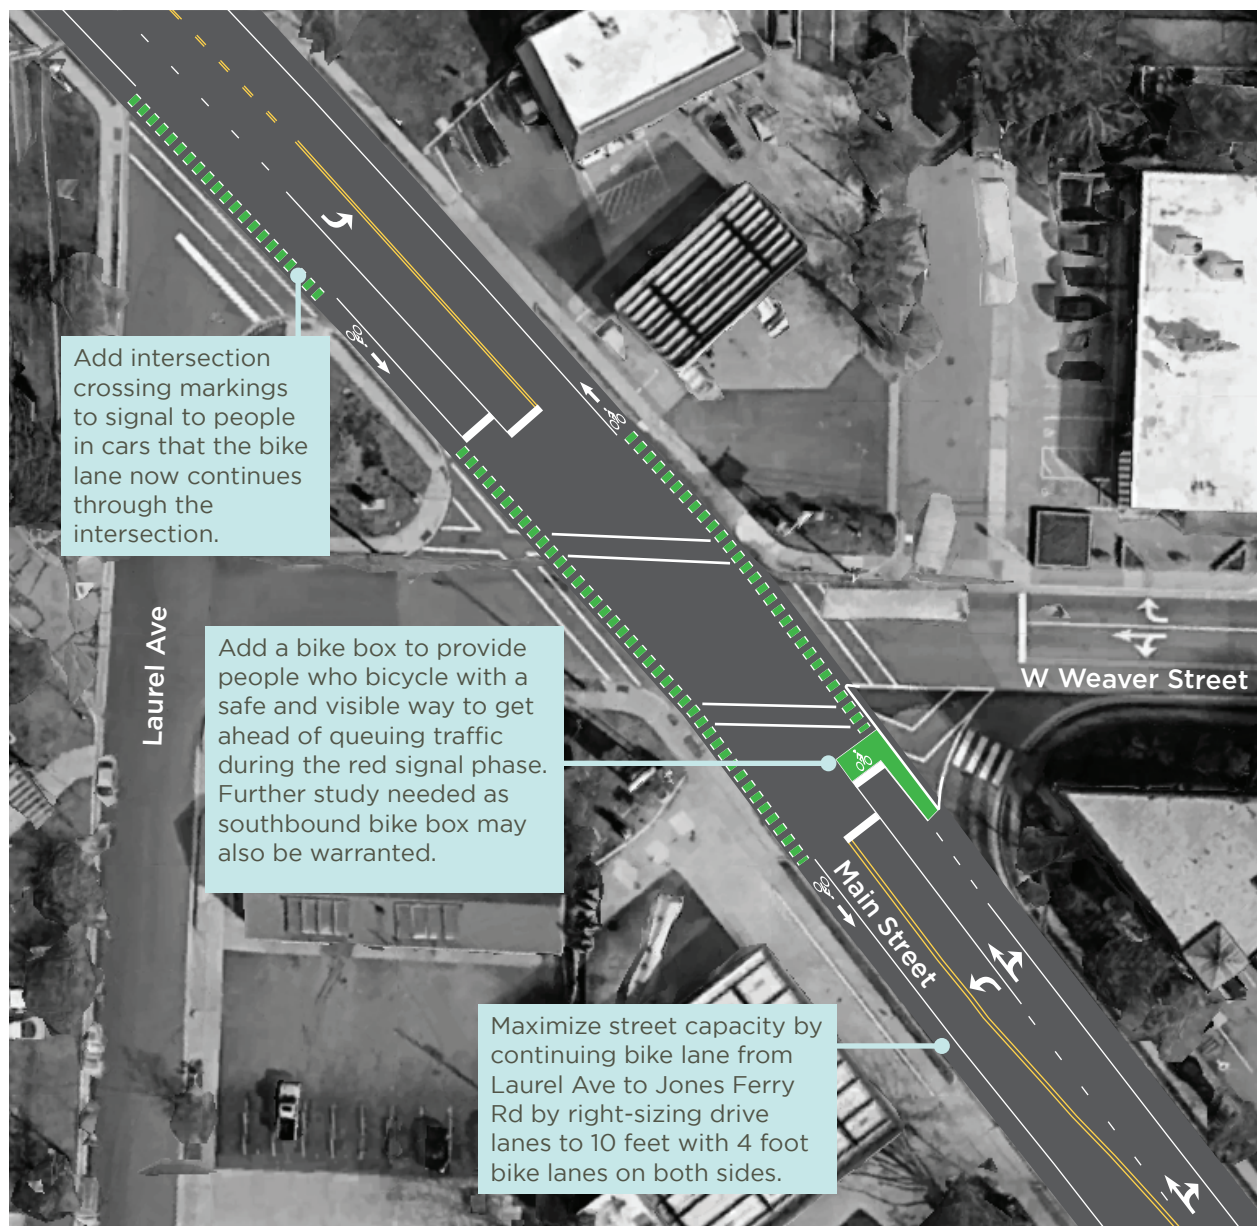 Add intersection
crossing markings
to signal to people
in cars that the bike
lane now continues
through the
intersection.
Laurel Ave
Add a bike box to provide
people who bicycle with a
safe and visible way to get
ahead of queuing traffic
during the red signal phase.
Further study needed as
southbound bike box may
also be warranted.
W Weaver Street
Main Street
Maximize street capacity by
continuing bike lane from
Laurel Ave to Jones Ferry
Rd by right-sizing drive
lanes to 10 feet with 4 foot
bike lanes on both sides.